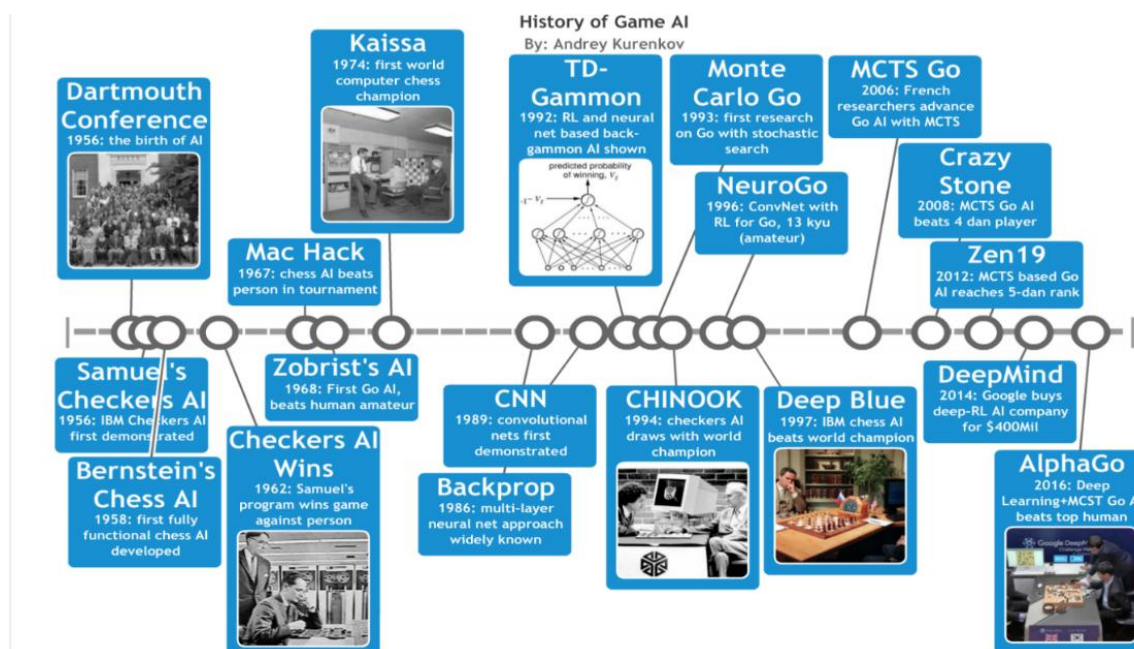 History of Game AI
By: Andrey Kurenkov
Dartmouth
Conference
1956: the birth of AI
Kaissa
1974: first world
computer chess
champion
Mac Hack
1967: chess AI beats
person in tournament
TD-
Gammon
1992: RL and neural
net based back-
gammon AI shown
predicted probability
of winning, Vt
Monte
Carlo Go
1993: first research
on Go with stochastic
search
NeuroGo
1996: ConvNet with
RL for Go, 13 kyu
(amateur)
MCTS Go
2006: French
researchers advance
Go AI with MCTS
Crazy
Stone
2008: MCTS Go AI
beats 4 dan player
Zen19
2012: MCTS based Go
AI reaches 5-dan rank
Samuel's
Checkers AI
1956: IBM Checkers AI
first demonstrated
Bernstein's
Chess AI
1958: first fully
functional chess AI
developed
Checkers AI
Wins
1962: Samuel's
program wins game
against person
Zobrist's AI
1968: First Go AI,
beats human amateur
CNN
1989: convolutional
nets first
demonstrated
Backprop
1986: multi-layer
neural net approach
widely known
CHINOOK
1994: checkers AI
draws with world
champion
Deep Blue
1997: IBM chess AI
beats world champion
DeepMind
2014: Google buys
deep-RL AI company
for $400Mil
AlphaGo
2016: Deep
Learning+MCST Go A
beats top human
Google Deep